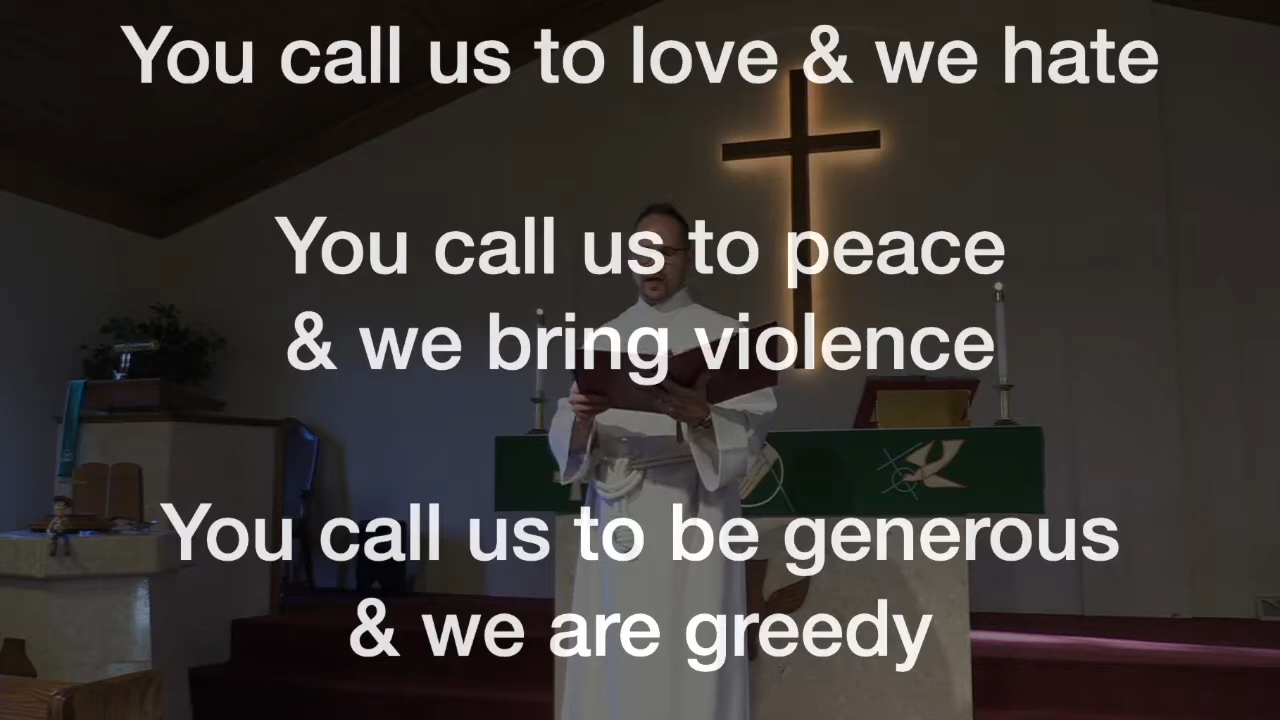 You call us to love & we hate
You call us to peace
& we bring violence
You call us to be generous
& we are greedy